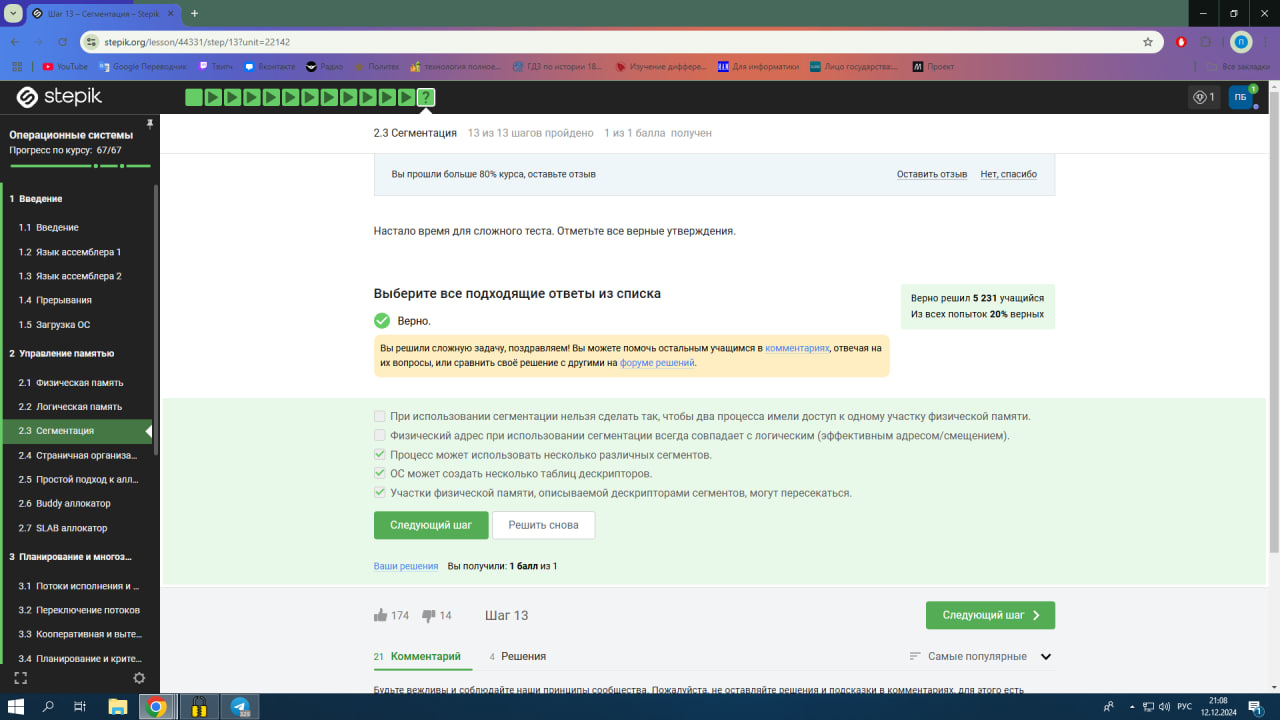 Шаг 13 – Сегментация – Stepik
stepik.org/lesson/44331/step/13?unit=22142
YouTube
Google Переводчик
Твитч
Вконтакте
Радио
Политех
технология полное...
ГДЗ по истории 18...
Изучение диффере...
Для информатики
Лицо государства:...
Проект
Все закладки
stepik
?
1
ПБ
1
Операционные системы
Прогресс по курсу: 67/67
1 Введение
1.1 Введение
1.2 Язык ассемблера 1
1.3 Язык ассемблера 2
1.4 Прерывания
1.5 Загрузка ОС
2 Управление памятью
2.1 Физическая память
2.2 Логическая память
2.3 Сегментация
2.4 Страничная организа...
2.5 Простой подход к алл...
2.6 Buddy аллокатор
2.7 SLAB аллокатор
3 Планирование и многоз...
3.1 Потоки исполнения и ...
3.2 Переключение потоков
3.3 Кооперативная и выте...
3.4 Планирование и крите...
2.3 Сегментация 13 из 13 шагов пройдено 1 из 1 балла получен
Вы прошли больше 80% курса, оставьте отзыв
Оставить отзыв
Нет, спасибо
Настало время для сложного теста. Отметьте все верные утверждения.
Выберите все подходящие ответы из списка
Верно решил 5 231 учащийся
Из всех попыток 20% верных
Верно.
Вы решили сложную задачу, поздравляем! Вы можете помочь остальным учащимся в комментариях, отвечая на
их вопросы, или сравнить своё решение с другими на форуме решений.
При использовании сегментации нельзя сделать так, чтобы два процесса имели доступ к одному участку физической памяти.
Физический адрес при использовании сегментации всегда совпадает с логическим (эффективным адресом/смещением).
Процесс может использовать несколько различных сегментов.
ОС может создать несколько таблиц дескрипторов.
Участки физической памяти, описываемой дескрипторами сегментов, могут пересекаться.
Следующий шаг
Решить снова
Ваши решения Вы получили: 1 балл из 1
174
14
Шаг 13
Следующий шаг
21 Комментарий
4 Решения
Самые популярные
Будьте вежливы и соблюдайте наши принципы сообщества. Пожалуйста, не оставляйте решения и подсказки в комментариях, для этого есть
РУС
21:08
12.12.2024
1